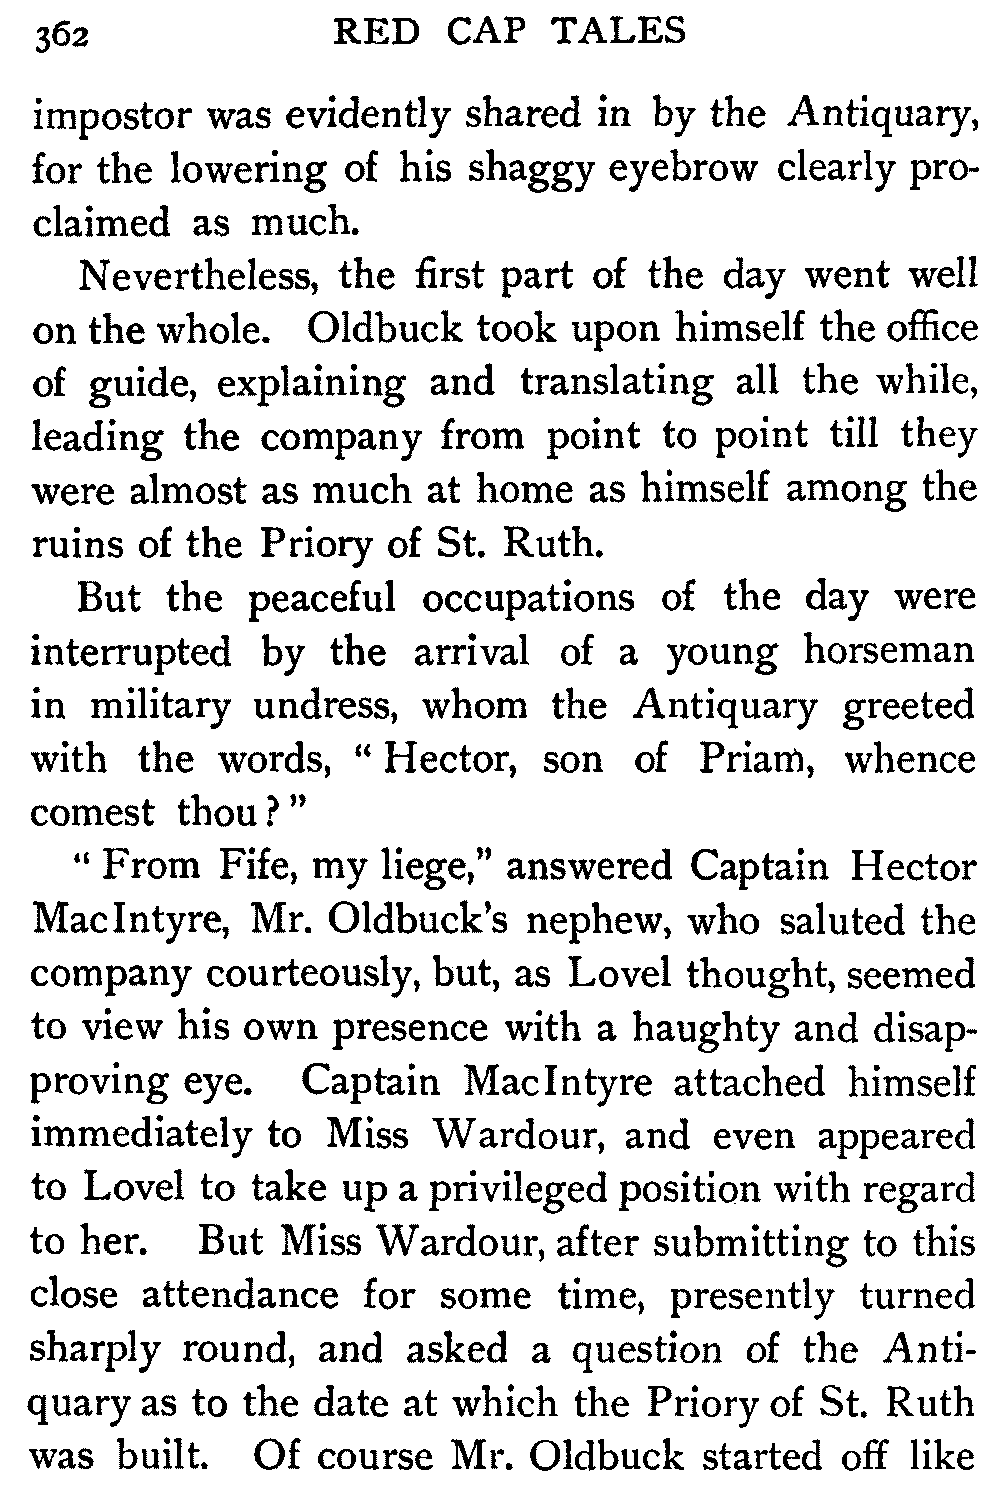 362 RED CAP TALES
impostor was evidently shared in by the Antiquary,
for the lowering of his shaggy eyebrow clearly pro-
claimed as much.
Nevertheless, the first part of the day went well
on the whole. Oldbuck took upon himself the office
of guide, explaining and translating all the while,
leading the company from point to point till they
were almost as much at home as himself among the
ruins of the Priory of St. Ruth.
But the peaceful occupations of the day were
interrupted by the arrival of a young horseman
in military undress, whom the Antiquary greeted
with the words, “ Hector, son of Priam, whence
comest thou ? ”
“ From Fife, my liege,” answered Captain Hector
MacIntyre, Mr. Oldbuck's nephew, who saluted the
company courteously, but, as Lovel thought, seemed
to view his own presence with a haughty and disap-
proving eye. Captain MacIntyre attached himself
immediately to Miss Wardour, and even appeared
to Lovel to take up a privileged position with regard
to her. But Miss Wardour, after submitting to this
close attendance for some time, presently turned
sharply round, and asked a question of the Anti-
quary as to the date at which the Priory of St. Ruth
was built. Of course Mr. Oldbuck started off like